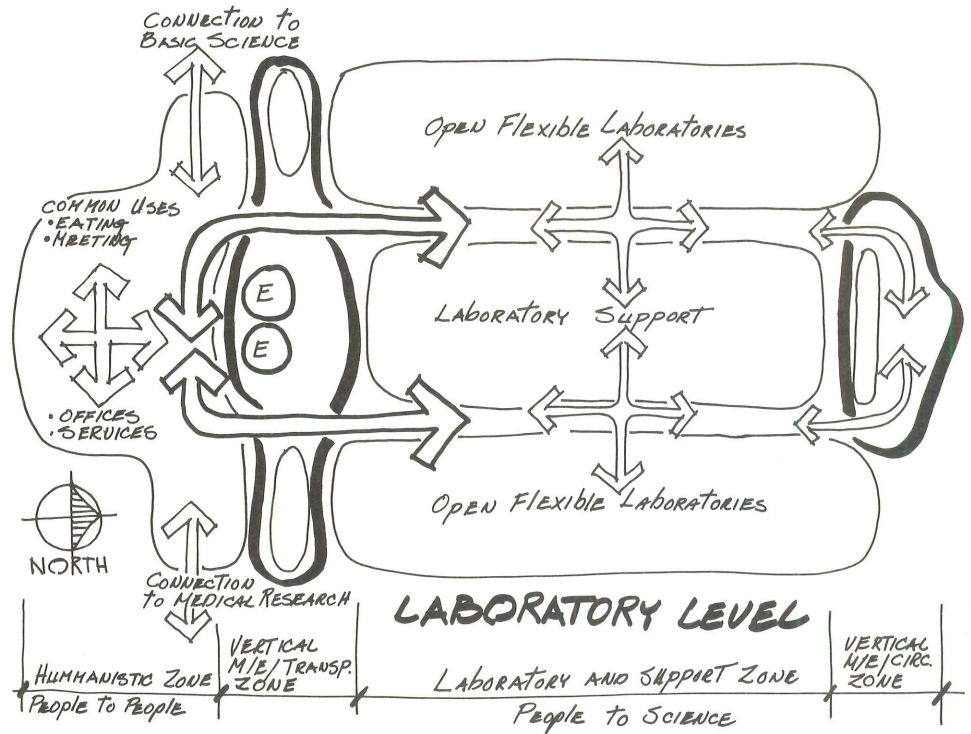 Connection to
Basic Science
Open Flexible Laboratories
Common Uses
• Eating
• Meeting
E
E
Laboratory Support
• Offices
• Services
Open Flexible Laboratories
North
Connection
to Medical Research
Laboratory Level
Vertical
M/E/Transp.
Zone
Vertical
M/E/Circ.
Zone
Hummanistic Zone
Laboratory and Support Zone
People to People
People to Science